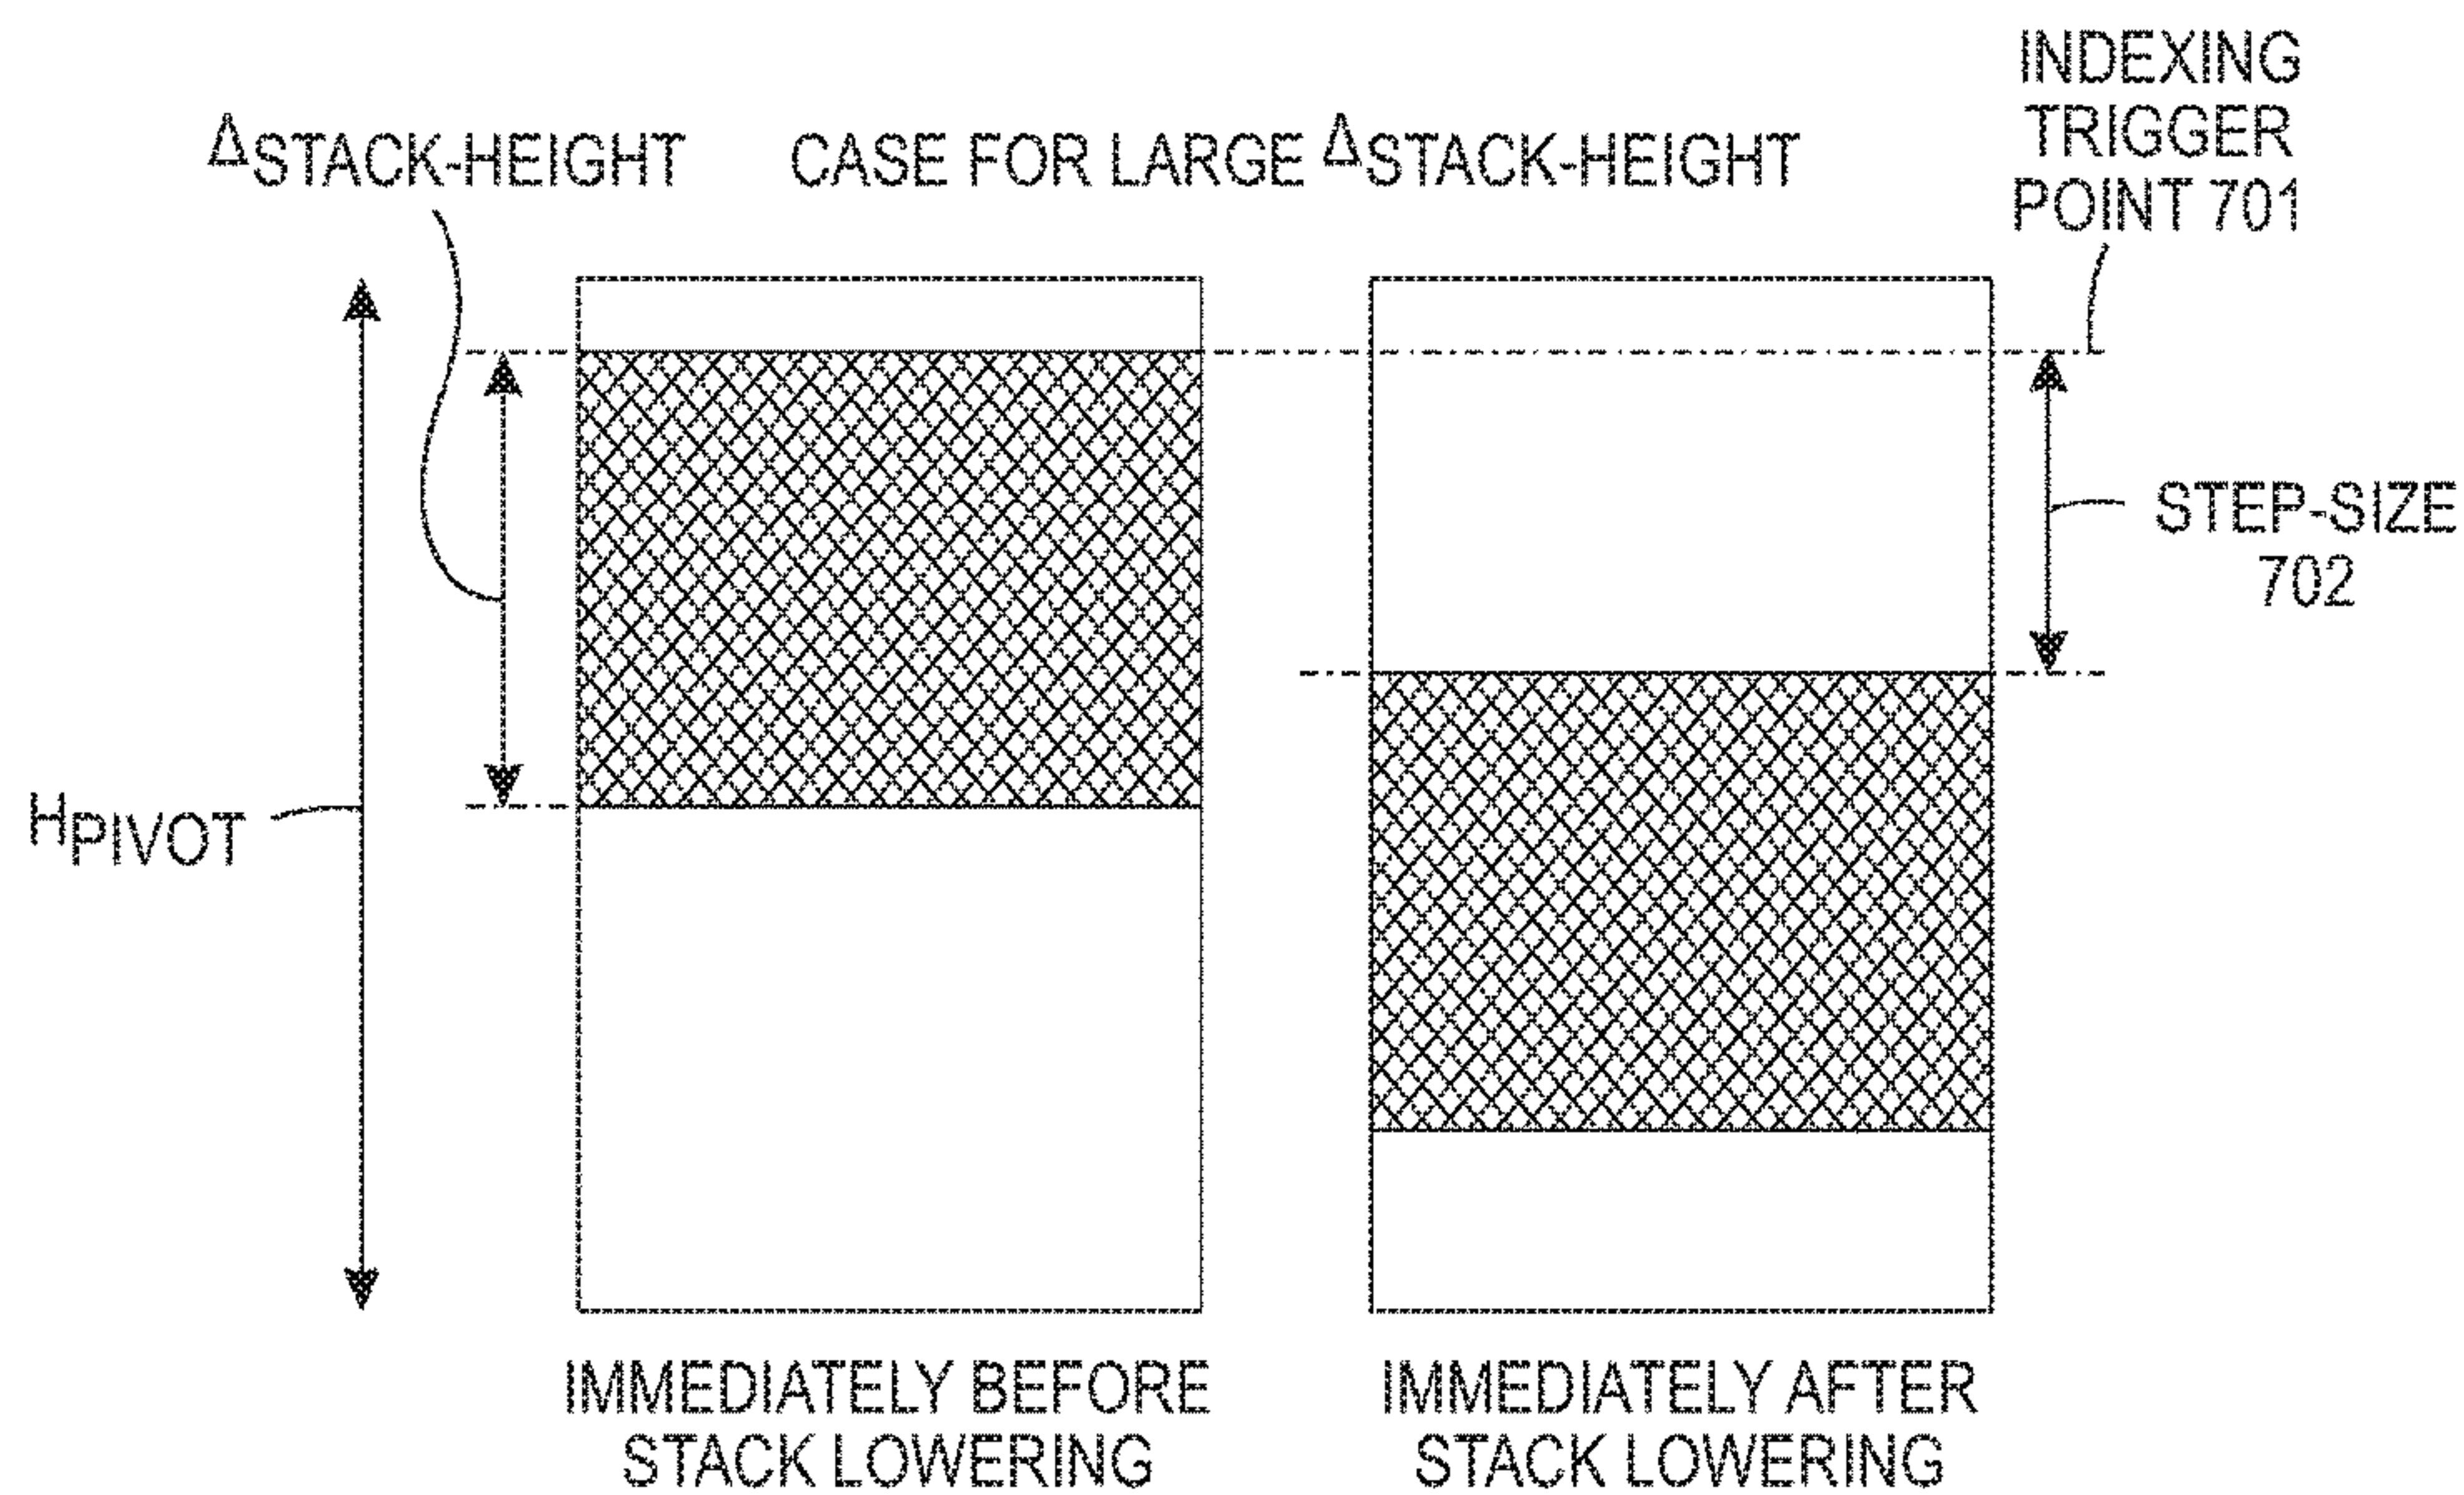 INDEXING
TRIGGER
POINT 701
ΔSTACK-HEIGHT
CASE FOR LARGE ΔSTACK-HEIGHT
STEP-SIZE
702
HPIVOT
IMMEDIATELY BEFORE
STACK LOWERING
IMMEDIATELY AFTER
STACK LOWERING